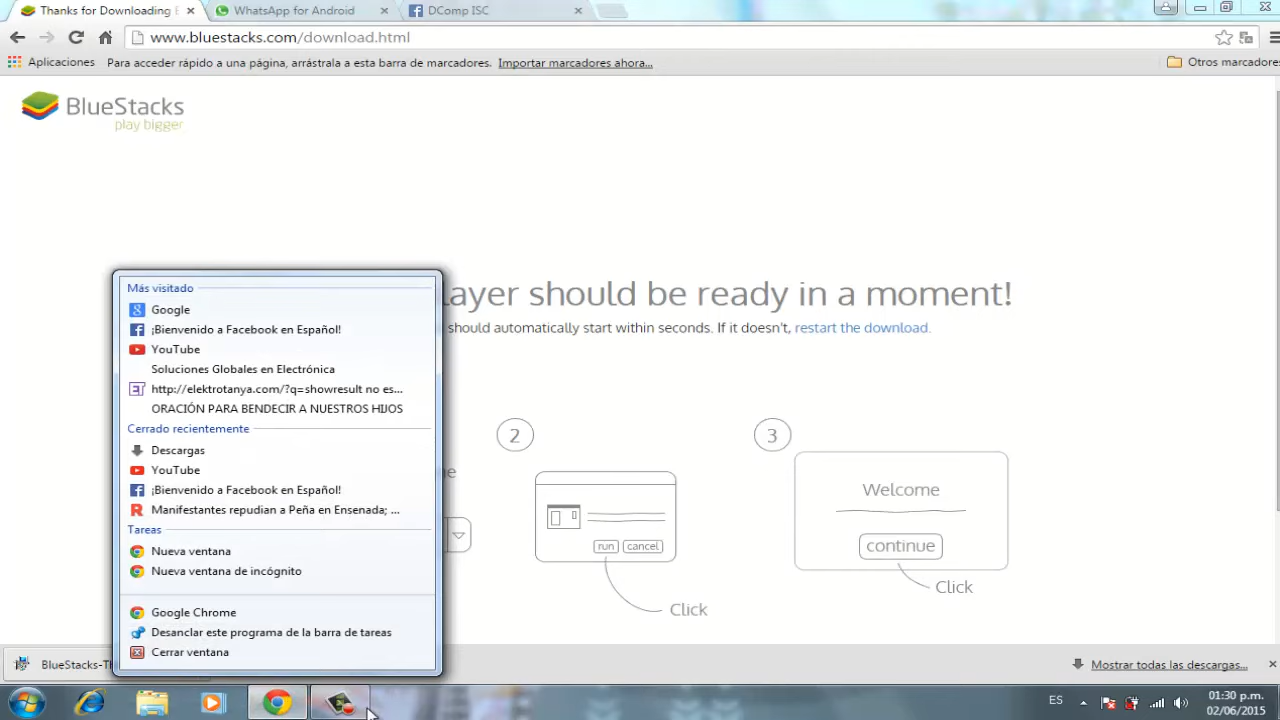 Thanks for Downloading
WhatsApp for Android
DComp ISC
www.bluestacks.com/download.html
Aplicaciones
Para acceder rápido a una página, arrástrala a esta barra de marcadores.
Importar marcadores ahora...
Otros marcadores
BlueStacks
play bigger
layer should be ready in a moment!
should automatically start within seconds. If it doesn't, restart the download.
Más visitado
Google
¡Bienvenido a Facebook en Español!
YouTube
Soluciones Globales en Electrónica
http://elektrotanya.com/?q=showresult no es...
ORACIÓN PARA BENDECIR A NUESTROS HIJOS
Cerrado recientemente
Descargas
YouTube
¡Bienvenido a Facebook en Español!
Manifestantes repudian a Peña en Ensenada; ...
Tareas
Nueva ventana
Nueva ventana de incógnito
Google Chrome
Desanclar este programa de la barra de tareas
Cerrar ventana
2
run
cancel
Click
3
Welcome
continue
Click
BlueStacks-Th
Mostrar todas las descargas...
ES
01:30 p.m.
02/06/2015